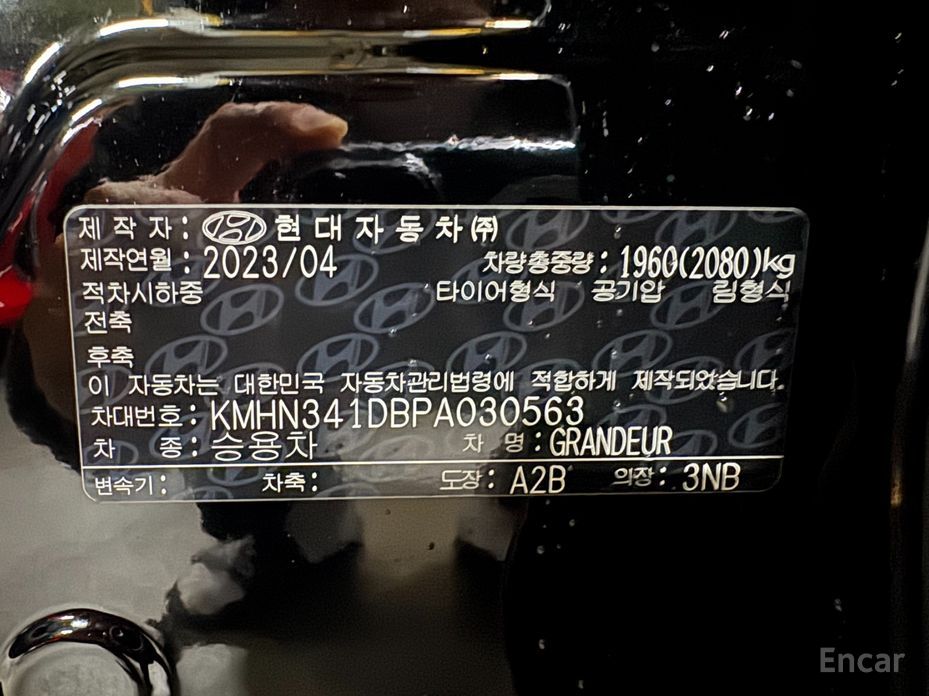 제 작 자 : 현 대 자 동 차 ㈜
제작연월 : 2023/04 차량총중량 : 1960(2080)kg
적차시하중 타이어형식 공기압 림형식
전축
후축
이 자동차는 대한민국 자동차관리법령에 적합하게 제작되었습니다.
차대번호 : KMHN341DBPA030563
차 종 : 승용차 차 명 : GRANDEUR
변속기 : 차축 : 도장 : A2B 의장 : 3NB
Encar